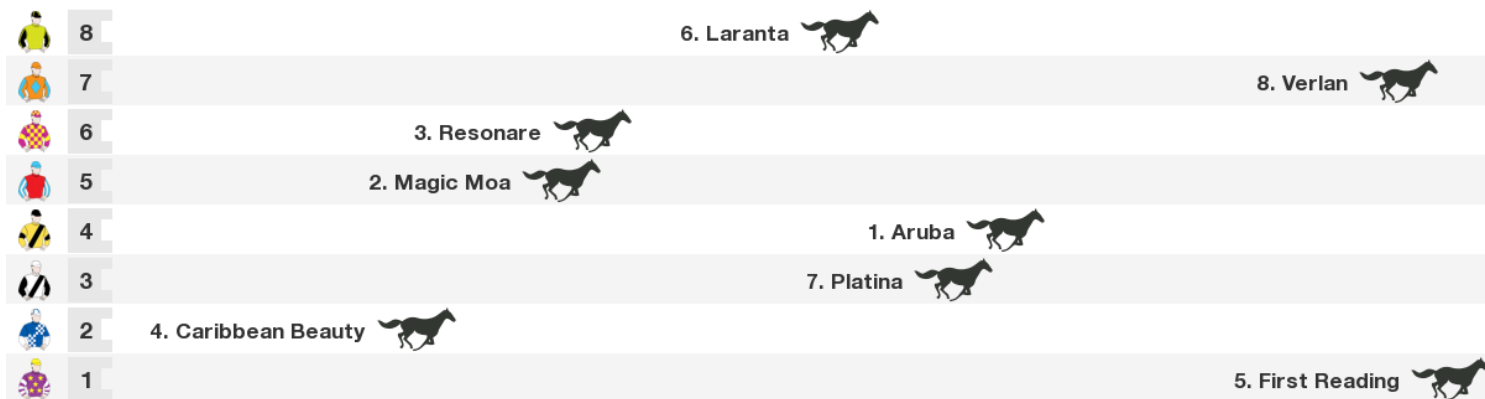 8 6. Laranta
7 8. Verlan
6 3. Resonare
5 2. Magic Moa
4 1. Aruba
3 7. Platina
2 4. Caribbean Beauty
1 5. First Reading